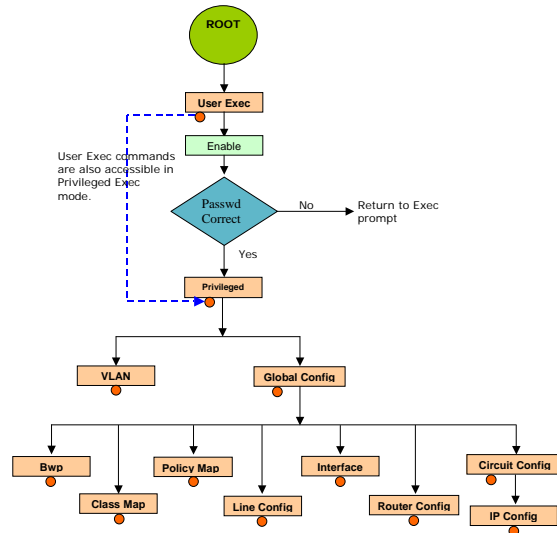 ROOT
User Exec
Enable
User Exec commands
are also accessible in
Privileged Exec
mode.
Passwd
Correct
No
Return to Exec
prompt
Yes
Privileged
VLAN
Global Config
Bwp
Policy Map
Interface
Circuit Config
Class Map
Line Config
Router Config
IP Config